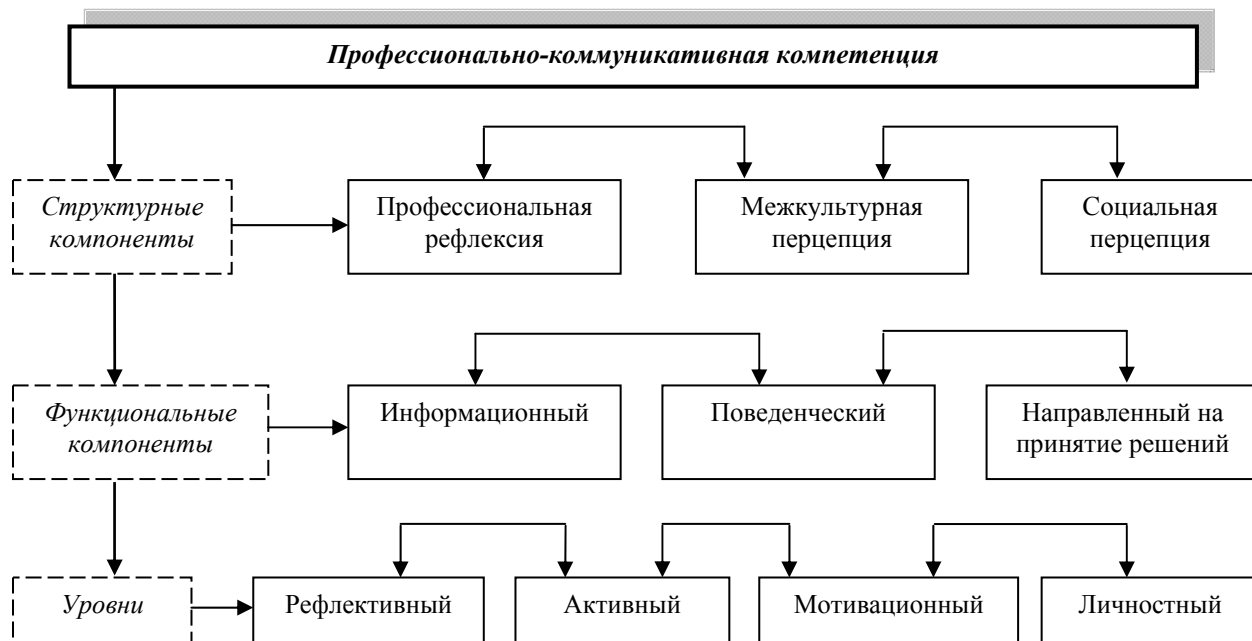 Профессионально-коммуникативная компетенция
Структурные
компоненты
Профессиональная
рефлексия
Межкультурная
перцепция
Социальная
перцепция
Функциональные
компоненты
Информационный
Поведенческий
Направленный на
принятие решений
Уровни
Рефлективный
Активный
Мотивационный
Личностный